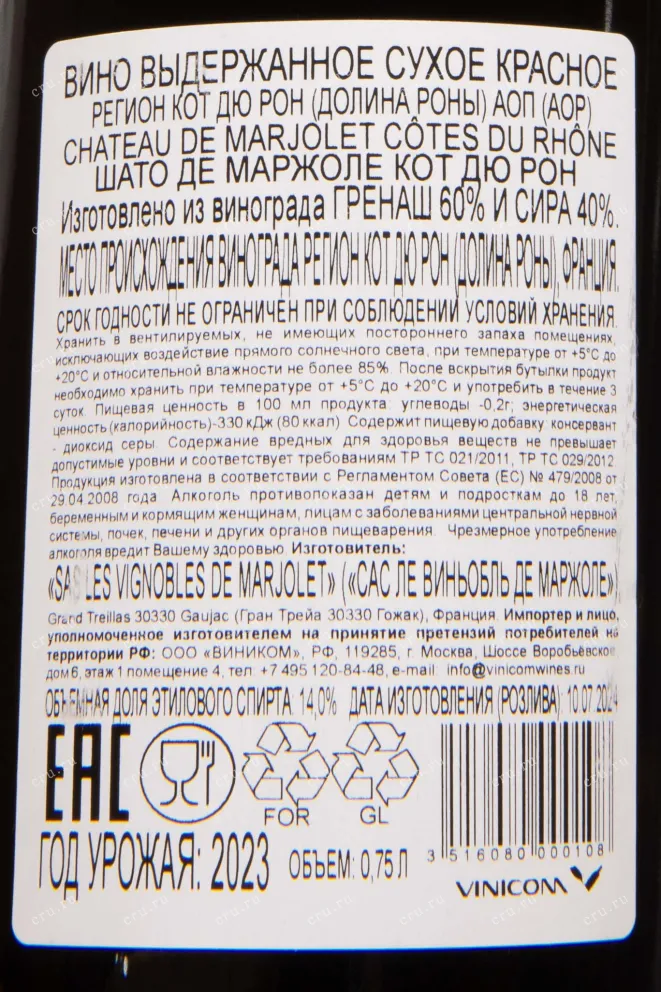 ВИНО ВЫДЕРЖАННОЕ СУХОЕ КРАСНОЕ
РЕГИОН КОТ ДЮ РОН (ДОЛИНА РОНЫ) АОП (АОР)
CHATEAU DE MARJOLET CÔTES DU RHÔNE
ШАТО ДЕ МАРЖОЛЕ КОТ ДЮ РОН
Изготовлено из винограда ГРЕНАШ 60% И СИРА 40%.
МЕСТО ПРОИСХОЖДЕНИЯ ВИНОГРАДА РЕГИОН КОТ ДЮ РОН (ДОЛИНА РОНЫ), ФРАНЦИЯ.
СРОК ГОДНОСТИ НЕ ОГРАНИЧЕН ПРИ СОБЛЮДЕНИИ УСЛОВИЙ ХРАНЕНИЯ.
Хранить в вентилируемых, не имеющих постороннего запаха помещениях,
исключающих воздействие прямого солнечного света, при температуре от +5°С до
+20°С и относительной влажности не более 85%. После вскрытия бутылки продукт
необходимо хранить при температуре от +5°С до +20°С и употребить в течение 3
суток. Пищевая ценность в 100 мл продукта: углеводы -0,2г; энергетическая
ценность (калорийность)-330 кДж (80 ккал) Содержит пищевую добавку: консервант
- диоксид серы. Содержание вредных для здоровья веществ не превышает
допустимые уровни и соответствует требованиям ТР ТС 021/2011, ТР ТС 029/2012
Продукция изготовлена в соответствии с Регламентом Совета (ЕС) № 479/2008 от
29.04.2008 года. Алкоголь противопоказан детям и подросткам до 18 лет,
беременным и кормящим женщинам, лицам с заболеваниями центральной нервной
системы, почек, печени и других органов пищеварения. Чрезмерное употребление
алкоголя вредит Вашему здоровью. Изготовитель:
«SAS LES VIGNOBLES DE MARJOLET» («САС ЛЕ ВИНЬОБЛЬ ДЕ МАРЖОЛЕ»)
Grand Treillas 30330 Gaujac (Гран Трейа 30330 Гожак), Франция. Импортер и лицо,
уполномоченное изготовителем на принятие претензий потребителей на
территории РФ: ООО «ВИНИКОМ», РФ, 119285, г. Москва, Шоссе Воробьёвское
дом 6, этаж 1 помещение 4, тел. +7 495 120-84-48, e-mail info@vinicomwines.ru
ОБЪЕМНАЯ ДОЛЯ ЭТИЛОВОГО СПИРТА: 14,0% ДАТА ИЗГОТОВЛЕНИЯ (РОЗЛИВА): 10.07.2024
EAC
FOR GL
ГОД УРОЖАЯ: 2023 ОБЪЕМ: 0,75 Л
3 516080 000108
VINICOM